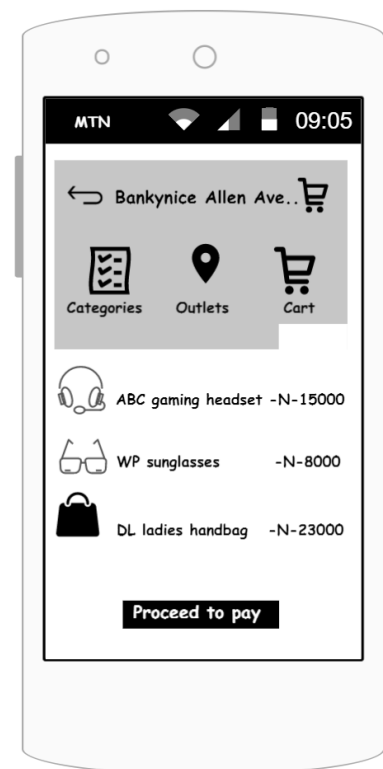 MTN 09:05
Bankynice Allen Ave..
Categories Outlets Cart
ABC gaming headset -N-15000
WP sunglasses -N-8000
DL ladies handbag -N-23000
Proceed to pay